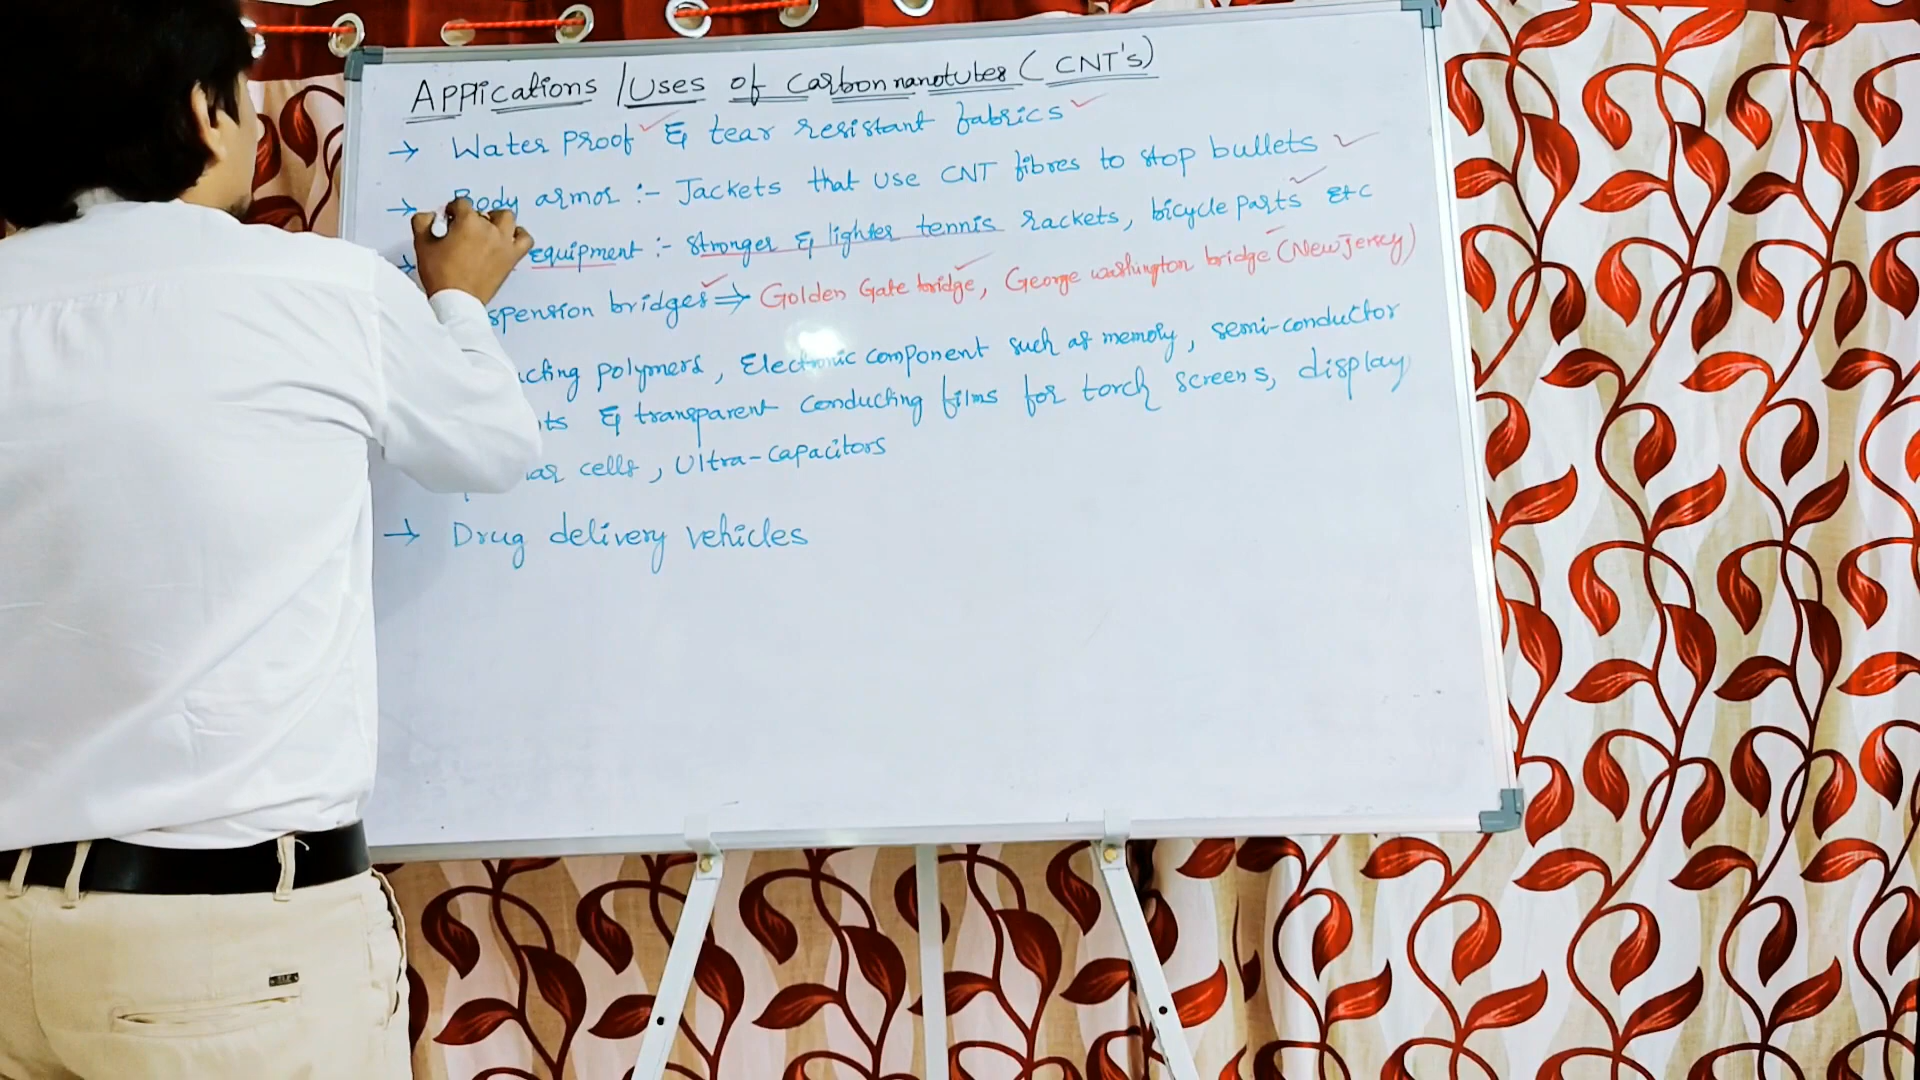 Applications / Uses of Carbon nanotubes ( CNT's )
→ Water proof & tear resistant fabrics
→ Body armor :- Jackets that use CNT fibres to stop bullets
→ equipment :- Stronger & lighter tennis rackets, bicycle parts etc
spension bridges ⇒ Golden Gate bridge, George washington bridge (New Jersey)
cting polymers, Electronic component such as memory, semi-conductor
ts & transparent conducting films for torch screens, display
ar cells, Ultra-capacitors
→ Drug delivery vehicles